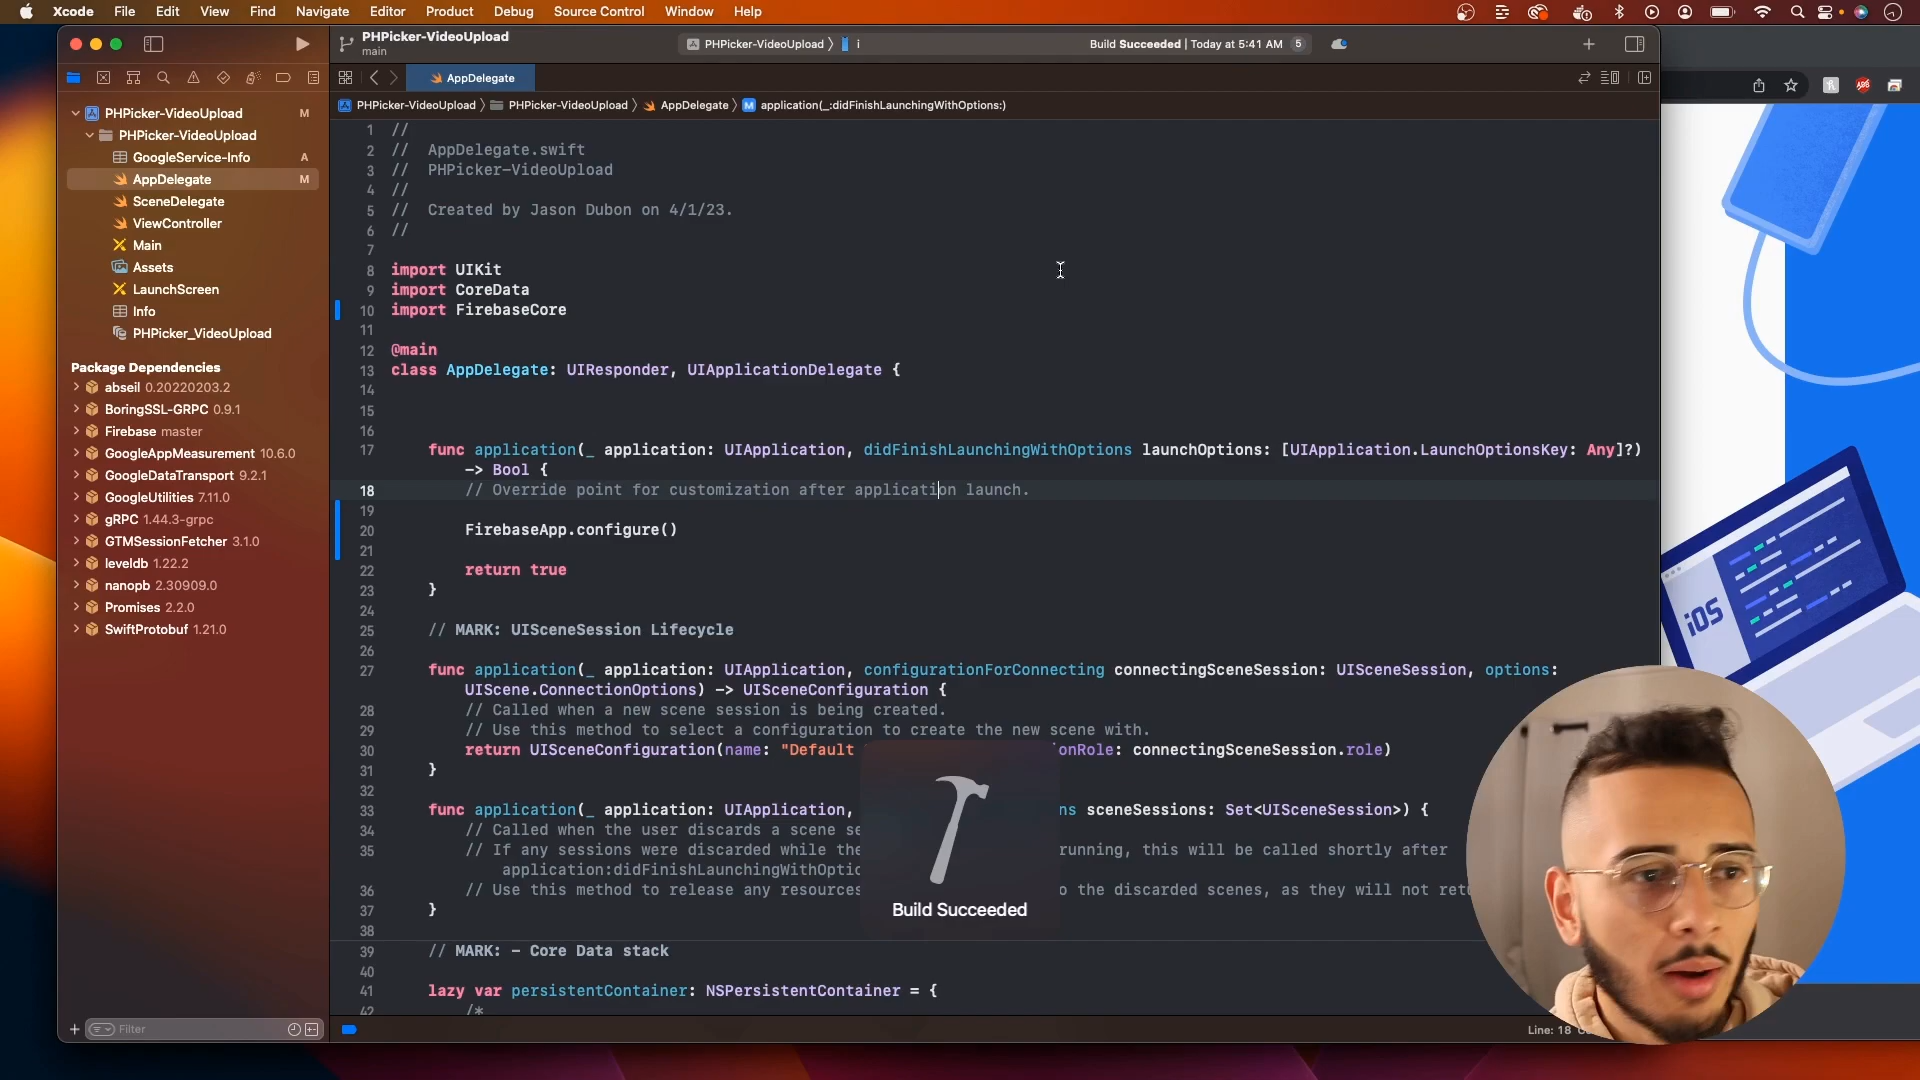 Xcode File Edit View Find Navigate Editor Product Debug Source Control Window Help
PHPicker-VideoUpload
main
PHPicker-VideoUpload
i
Build Succeeded | Today at 5:41 AM 5
AppDelegate
PHPicker-VideoUpload
PHPicker-VideoUpload
AppDelegate
M application(_:didFinishLaunchingWithOptions:)
PHPicker-VideoUpload M
PHPicker-VideoUpload
GoogleService-Info A
AppDelegate M
SceneDelegate
ViewController
Main
Assets
LaunchScreen
Info
PHPicker_VideoUpload
Package Dependencies
abseil 0.20220203.2
BoringSSL-GRPC 0.9.1
Firebase master
GoogleAppMeasurement 10.6.0
GoogleDataTransport 9.2.1
GoogleUtilities 7.11.0
gRPC 1.44.3-grpc
GTMSessionFetcher 3.1.0
leveldb 1.22.2
nanopb 2.30909.0
Promises 2.2.0
SwiftProtobuf 1.21.0
Filter
1 //
2 // AppDelegate.swift
3 // PHPicker-VideoUpload
4 //
5 // Created by Jason Dubon on 4/1/23.
6 //
7
8 import UIKit
9 import CoreData
10 import FirebaseCore
11
12 @main
13 class AppDelegate: UIResponder, UIApplicationDelegate {
14
15
16
17 func application(_ application: UIApplication, didFinishLaunchingWithOptions launchOptions: [UIApplication.LaunchOptionsKey: Any]?)
-> Bool {
18 // Override point for customization after application launch.
19
20 FirebaseApp.configure()
21
22 return true
23 }
24
25 // MARK: UISceneSession Lifecycle
26
27 func application(_ application: UIApplication, configurationForConnecting connectingSceneSession: UISceneSession, options:
UIScene.ConnectionOptions) -> UISceneConfiguration {
28 // Called when a new scene session is being created.
29 // Use this method to select a configuration to create the new scene with.
30 return UISceneConfiguration(name: "Default onRole: connectingSceneSession.role)
31 }
32
33 func application(_ application: UIApplication, ns sceneSessions: Set<UISceneSession>) {
34 // Called when the user discards a scene se
35 // If any sessions were discarded while the running, this will be called shortly after
application:didFinishLaunchingWithOptio
36 // Use this method to release any resources o the discarded scenes, as they will not retu
37 }
38
39 // MARK: - Core Data stack
40
41 lazy var persistentContainer: NSPersistentContainer = {
42 /*
Build Succeeded
Line: 18
iOS